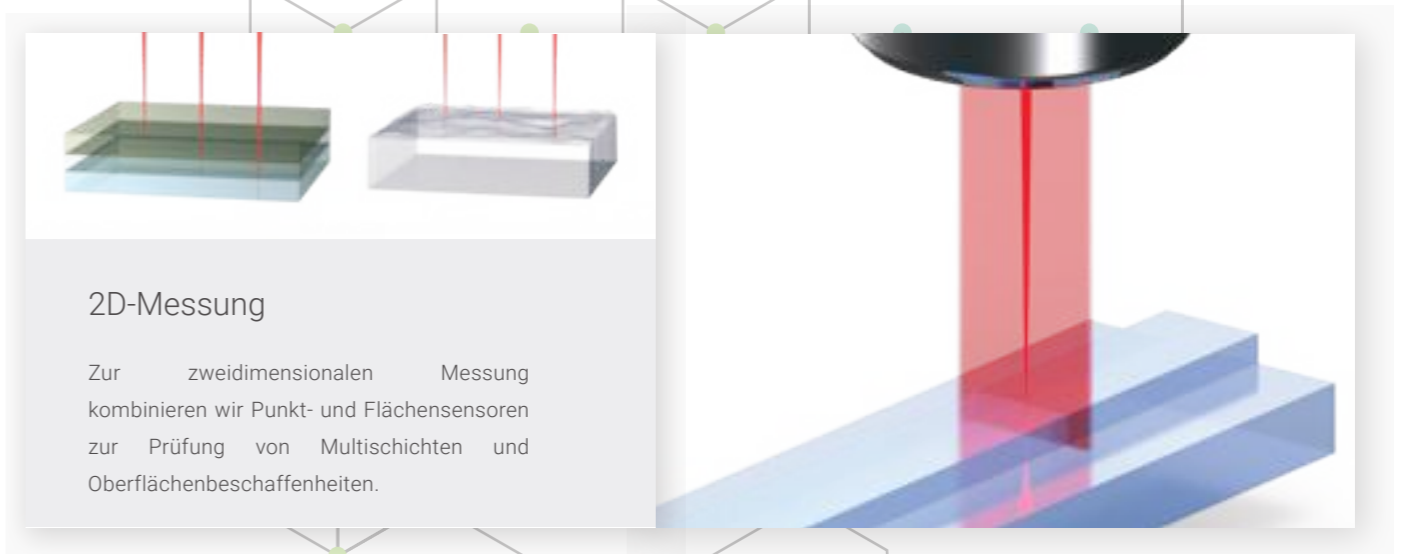 2D-Messung
Zur zweidimensionalen Messung
kombinieren wir Punkt- und Flächensensoren
zur Prüfung von Multischichten und
Oberflächenbeschaffenheiten.